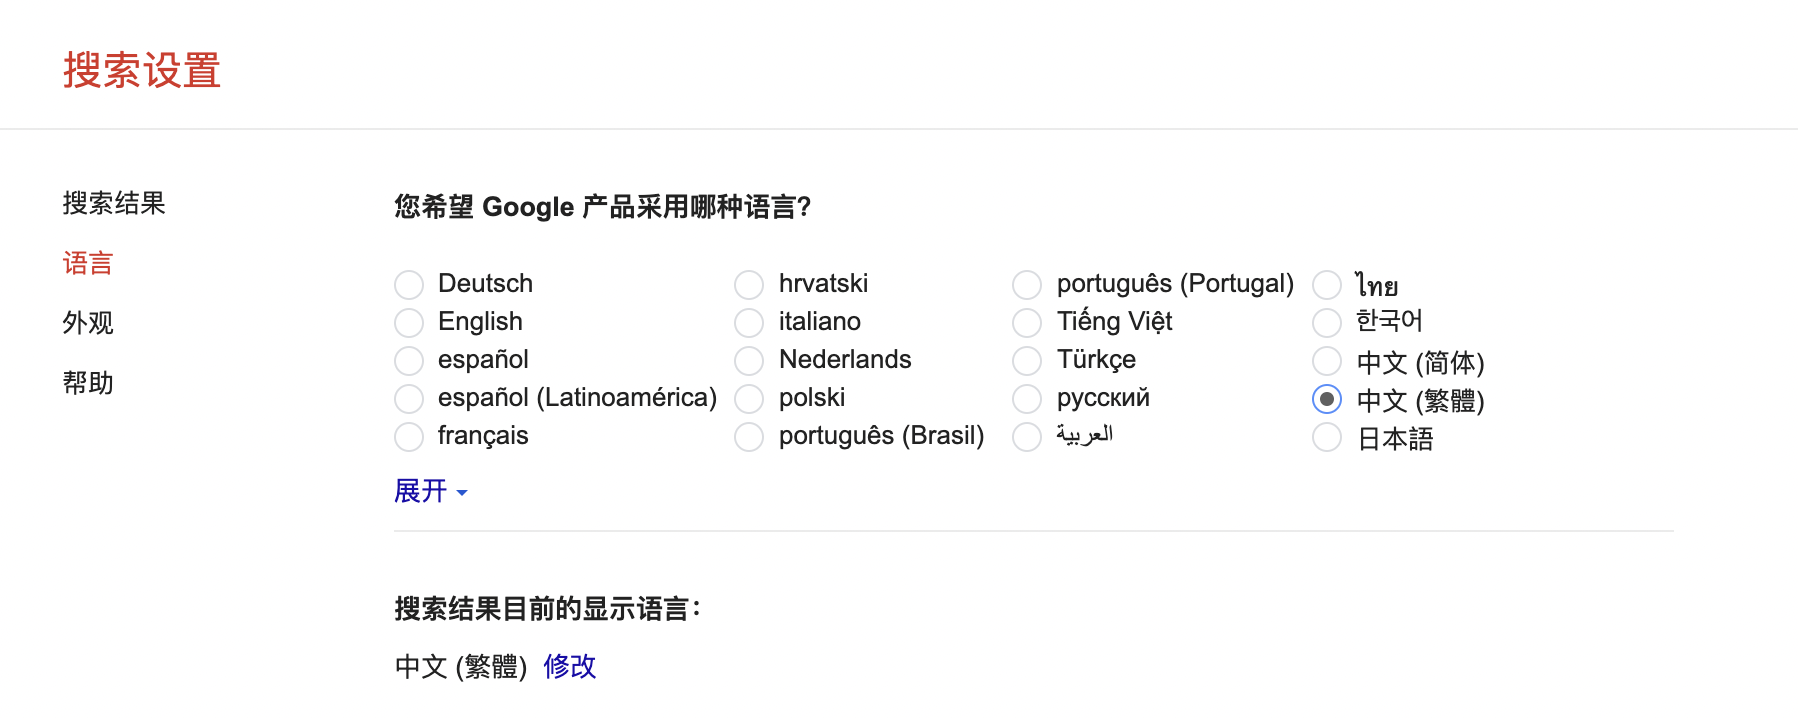 搜索设置
搜索结果
语言
外观
帮助
您希望 Google 产品采用哪种语言?
Deutsch
English
español
español (Latinoamérica)
français
hrvatski
italiano
Nederlands
polski
português (Brasil)
português (Portugal)
Tiếng Việt
Türkçe
русский
العربية
ไทย
한국어
中文 (简体)
中文 (繁體)
日本語
展开
搜索结果目前的显示语言：
中文 (繁體) 修改